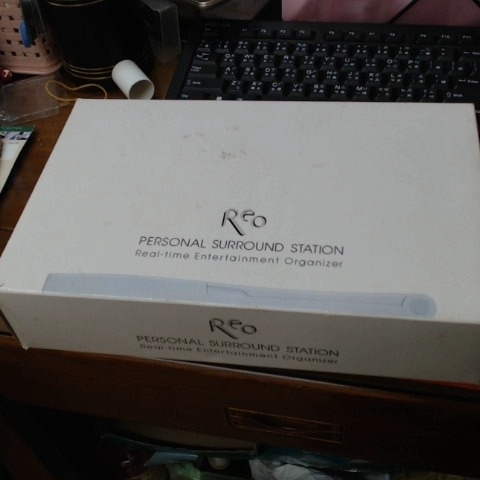 Reo
PERSONAL SURROUND STATION
Real-time Entertainment Organizer
Reo
PERSONAL SURROUND STATION
Real-time Entertainment Organizer